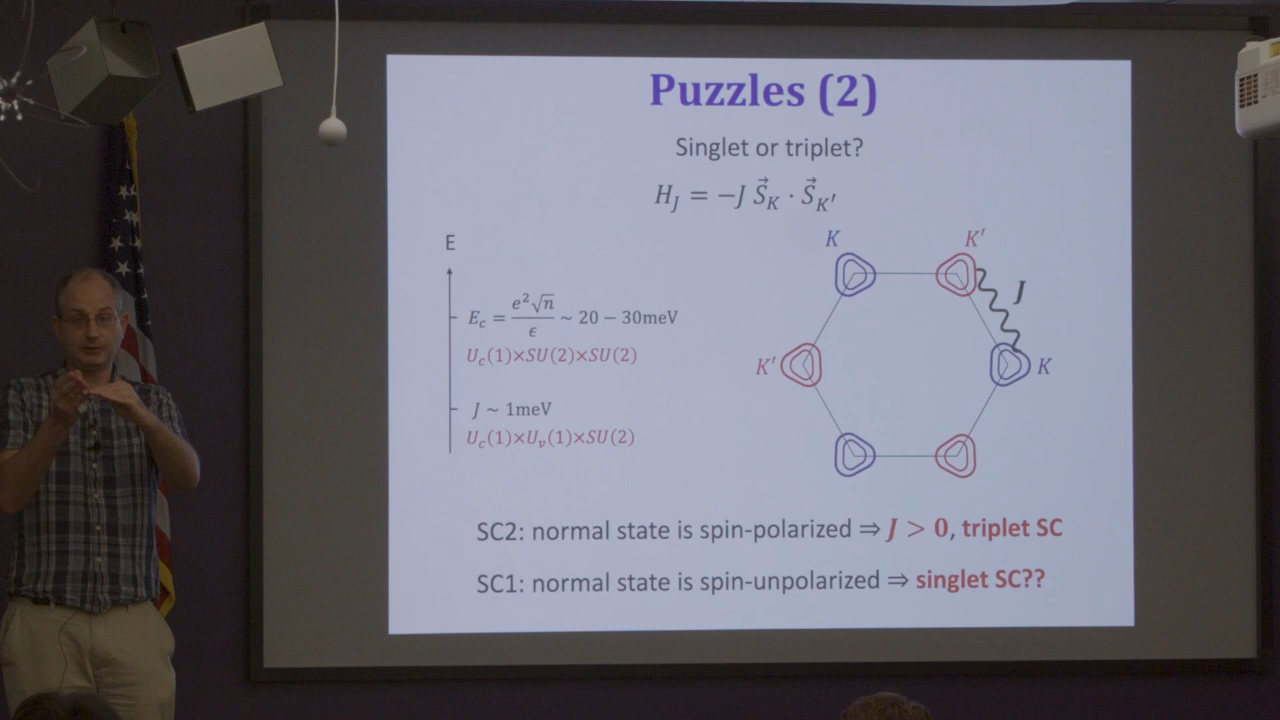 Puzzles (2)
Singlet or triplet?
H_J = −J S⃗_K · S⃗_K′
E
E_c = e²√n / ϵ ~ 20 − 30meV
U_c(1)×SU(2)×SU(2)
J ~ 1meV
U_c(1)×U_v(1)×SU(2)
K
K′
J
K′
K
SC2: normal state is spin-polarized ⇒ J > 0, triplet SC
SC1: normal state is spin-unpolarized ⇒ singlet SC??